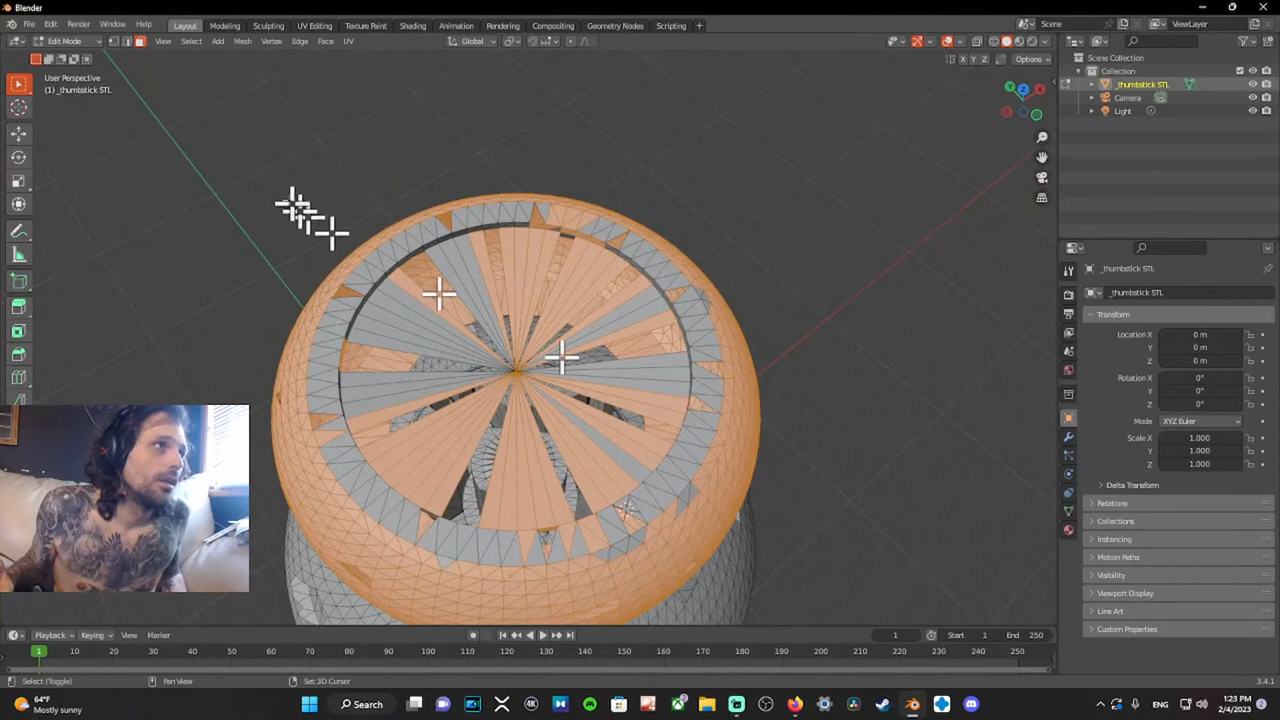 Blender
File Edit Render Window Help
Layout Modeling Sculpting UV Editing Texture Paint Shading Animation Rendering Compositing Geometry Nodes Scripting +
Scene ViewLayer
Edit Mode View Select Add Mesh Vertex Edge Face UV Global
X Y Z Options
User Perspective
(1) _thumbstick STL
Scene Collection
Collection
_thumbstick STL
Camera
Light
_thumbstick STL
_thumbstick STL
Transform
Location X 0 m
Y 0 m
Z 0 m
Rotation X 0°
Y 0°
Z 0°
Mode XYZ Euler
Scale X 1.000
Y 1.000
Z 1.000
Delta Transform
Relations
Collections
Instancing
Motion Paths
Visibility
Viewport Display
Line Art
Custom Properties
Playback Keying View Marker
1 Start 1 End 250
1 10 20 30 40 50 60 70 80 90 100 110 120 130 140 150 160 170 180 190 200 210 220 230 240 250
Select (Toggle) Pan View Set 3D Cursor 3.4.1
64°F
Mostly sunny
Search
ENG
1:23 PM
2/4/2023